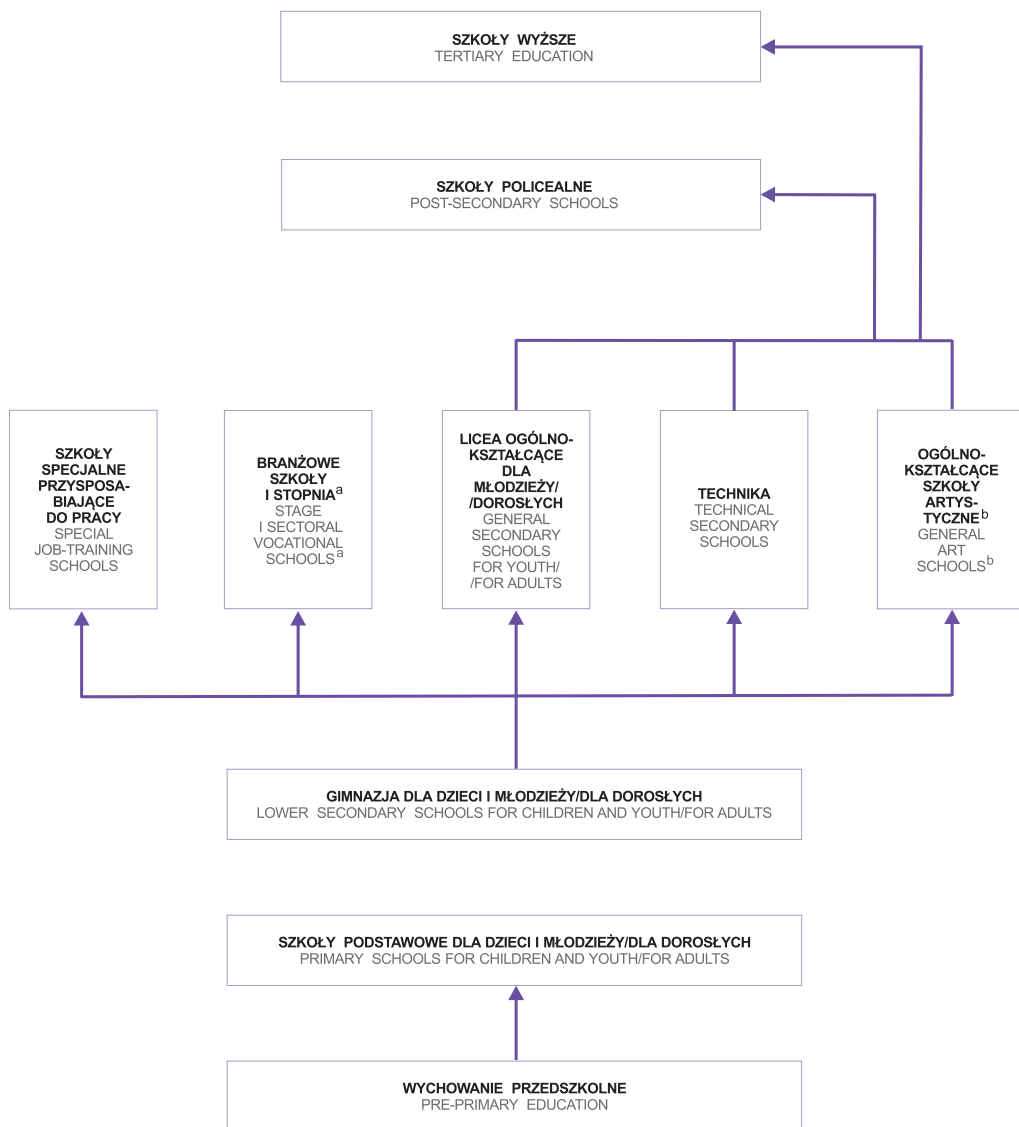 SZKOŁY WYŻSZE
TERTIARY EDUCATION
SZKOŁY POLICEALNE
POST-SECONDARY SCHOOLS
SZKOŁY
SPECJALNE
PRZYSPOSA-
BIAJĄCE
DO PRACY
SPECIAL
JOB-TRAINING
SCHOOLS
BRANŻOWE
SZKOŁY
I STOPNIA a
STAGE
I SECTORAL
VOCATIONAL
SCHOOLS a
LICEA OGÓLNO-
KSZTAŁCĄCE
DLA
MŁODZIEŻY/
/DOROSŁYCH
GENERAL
SECONDARY
SCHOOLS
FOR YOUTH/
/FOR ADULTS
TECHNIKA
TECHNICAL
SECONDARY
SCHOOLS
OGÓLNO-
KSZTAŁCĄCE
SZKOŁY
ARTYS-
TYCZNE b
GENERAL
ART
SCHOOLS b
GIMNAZJA DLA DZIECI I MŁODZIEŻY/DLA DOROSŁYCH
LOWER SECONDARY SCHOOLS FOR CHILDREN AND YOUTH/FOR ADULTS
SZKOŁY PODSTAWOWE DLA DZIECI I MŁODZIEŻY/DLA DOROSŁYCH
PRIMARY SCHOOLS FOR CHILDREN AND YOUTH/FOR ADULTS
WYCHOWANIE PRZEDSZKOLNE
PRE-PRIMARY EDUCATION